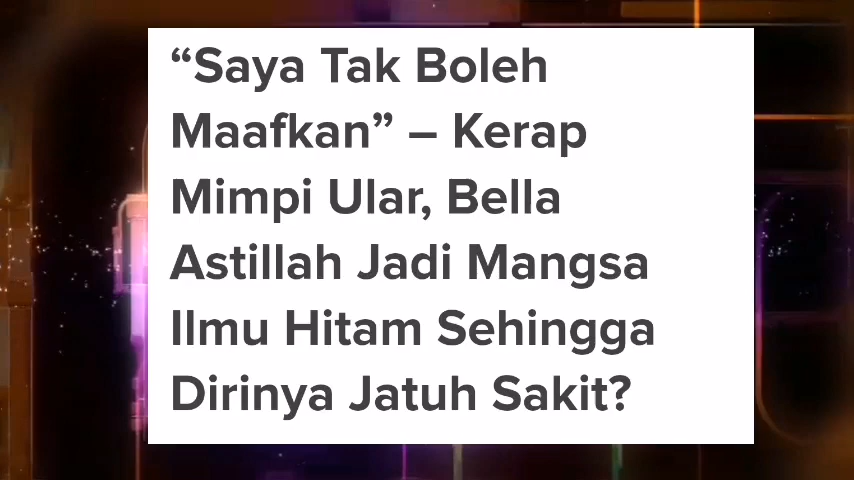 “Saya Tak Boleh
Maafkan” – Kerap
Mimpi Ular, Bella
Astillah Jadi Mangsa
Ilmu Hitam Sehingga
Dirinya Jatuh Sakit?